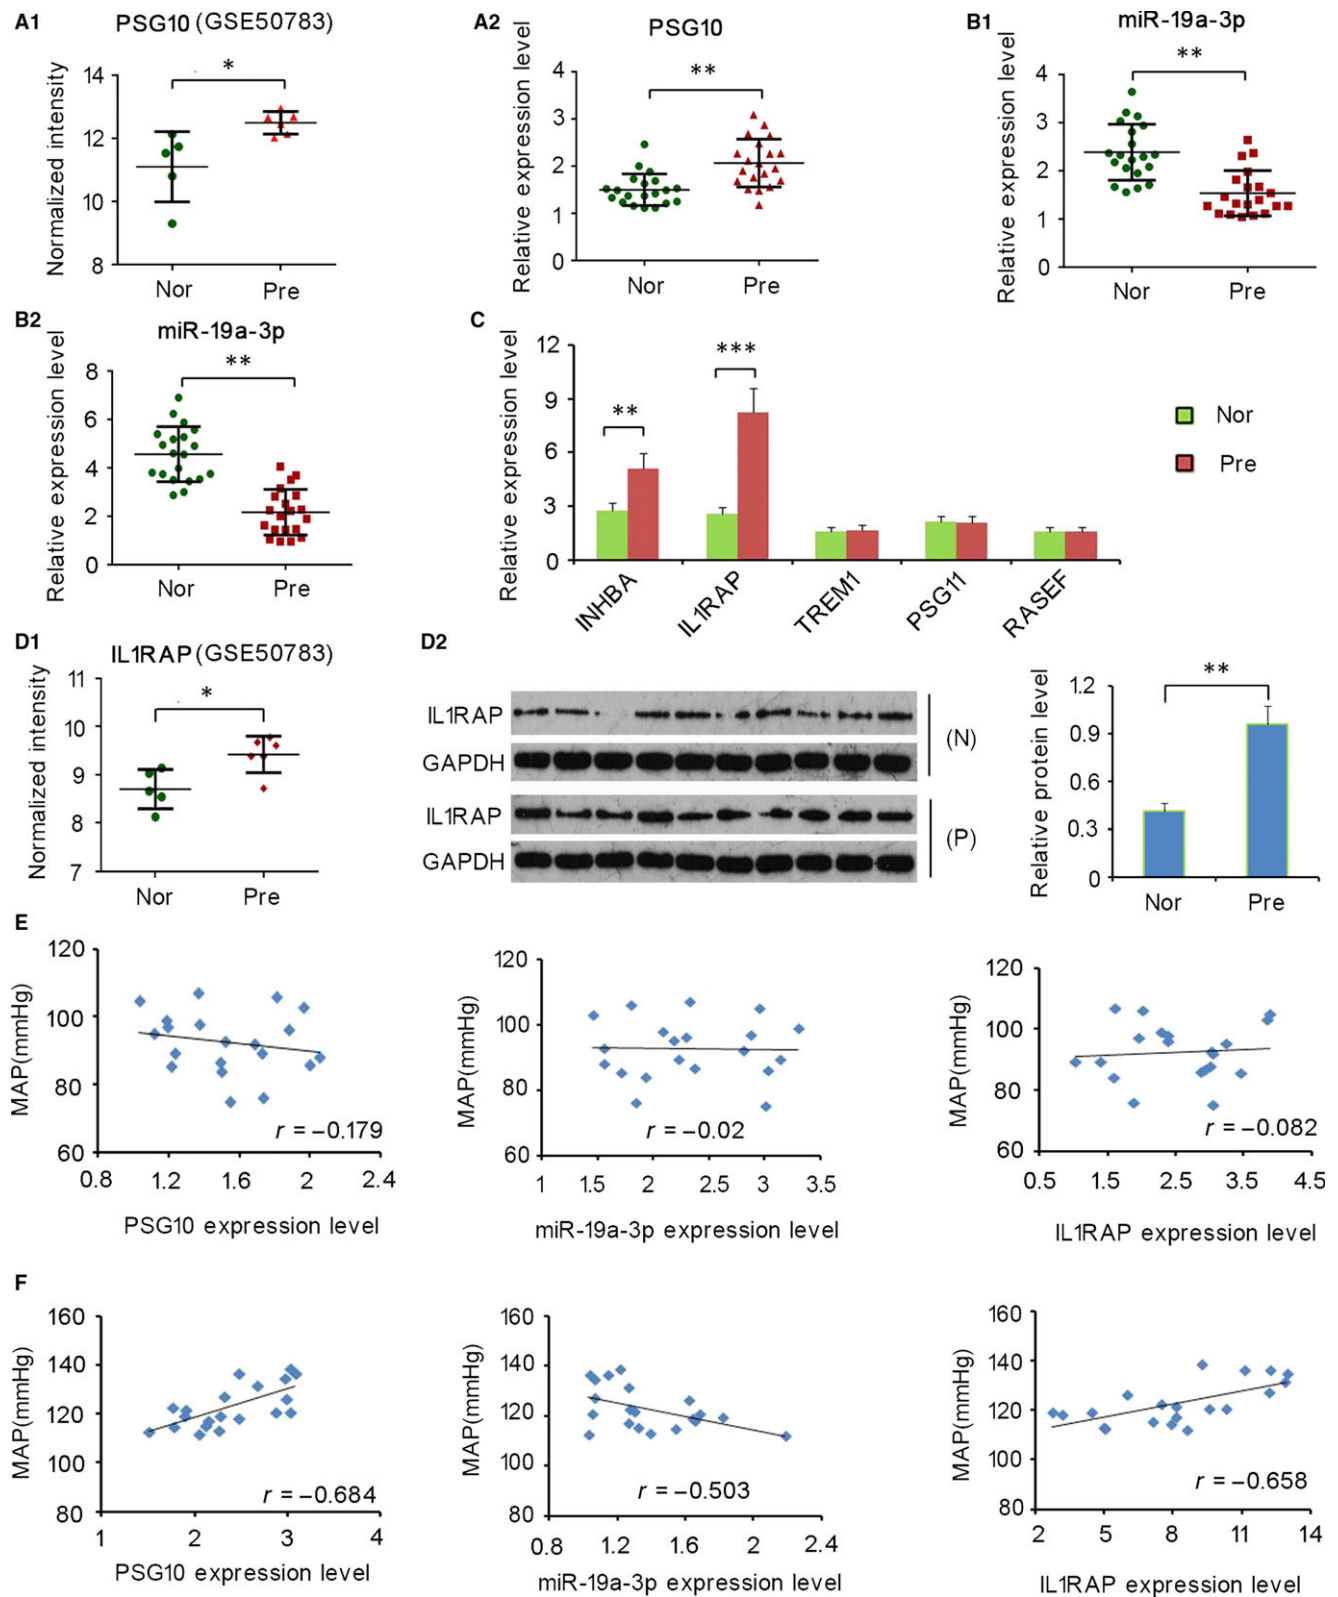 A1
PSG10 (GSE50783)
Normalized intensity
14
12
10
8
*
Nor
Pre
A2
PSG10
Relative expression level
4
3
2
1
0
**
Nor
Pre
B1
miR-19a-3p
Relative expression level
4
3
2
1
0
**
Nor
Pre
B2
miR-19a-3p
Relative expression level
8
6
4
2
0
**
Nor
Pre
C
Relative expression level
12
9
6
3
0
**
***
INHBA
IL1RAP
TREM1
PSG11
RASEF
Nor
Pre
D1
IL1RAP (GSE50783)
Normalized intensity
11
10
9
8
7
*
Nor
Pre
D2
IL1RAP
GAPDH
(N)
IL1RAP
GAPDH
(P)
Relative protein level
1.2
0.9
0.6
0.3
0
**
Nor
Pre
E
MAP(mmHg)
120
100
80
60
r = –0.179
0.8 1.2 1.6 2 2.4
PSG10 expression level
MAP(mmHg)
120
100
80
60
r = –0.02
1 1.5 2 2.5 3 3.5
miR-19a-3p expression level
MAP(mmHg)
120
100
80
60
r = –0.082
0.5 1.5 2.5 3.5 4.5
IL1RAP expression level
F
MAP(mmHg)
160
140
120
100
80
r = –0.684
1 2 3 4
PSG10 expression level
MAP(mmHg)
160
140
120
100
80
r = –0.503
0.8 1.2 1.6 2 2.4
miR-19a-3p expression level
MAP(mmHg)
160
140
120
100
80
r = –0.658
2 5 8 11 14
IL1RAP expression level